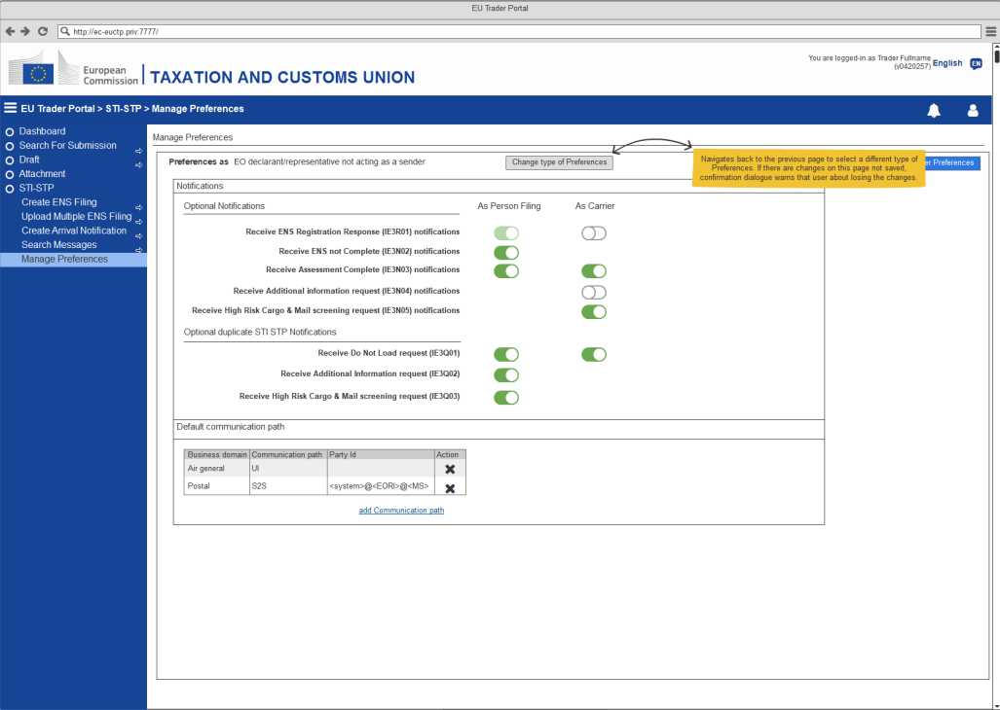 EU Trader Portal
http://ec-euctp.priv:7777/
European
Commission
TAXATION AND CUSTOMS UNION
You are logged-in as Trader Fullname
(v0420257)
English
EN
EU Trader Portal > STI-STP > Manage Preferences
Dashboard
Search For Submission
Draft
Attachment
STI-STP
Create ENS Filing
Upload Multiple ENS Filing
Create Arrival Notification
Search Messages
Manage Preferences
Manage Preferences
Preferences as EO declarant/representative not acting as a sender
Change type of Preferences
Navigates back to the previous page to select a different type of
Preferences. If there are changes on this page not saved,
confirmation dialogue warns that user about losing the changes.
Preferences
Notifications
Optional Notifications As Person Filing As Carrier
Receive ENS Registration Response (IE3R01) notifications
Receive ENS not Complete (IE3N02) notifications
Receive Assessment Complete (IE3N03) notifications
Receive Additional information request (IE3N04) notifications
Receive High Risk Cargo & Mail screening request (IE3N05) notifications
Optional duplicate STI STP Notifications
Receive Do Not Load request (IE3Q01)
Receive Additional Information request (IE3Q02)
Receive High Risk Cargo & Mail screening request (IE3Q03)
Default communication path
Business domain Communication path Party Id Action
Air general UI
Postal S2S <system>@<EORI>@<MS>
add Communication path